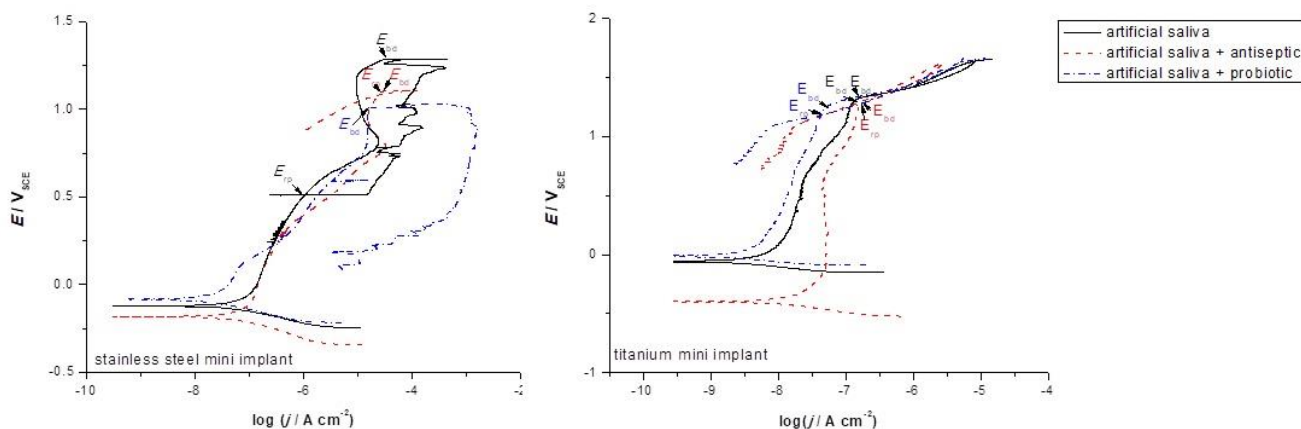 1.5
1.0
0.5
0.0
-0.5
E / V_SCE
E_bd
E_rp
E_bd
E_bd
E_rp
stainless steel mini implant
-10
-8
-6
-4
-2
log (j / A cm⁻²)
2
1
0
-1
E / V_SCE
E_bd
E_bd
E_bd
E_rp
E_bd
E_rp
titanium mini implant
-10
-9
-8
-7
-6
-5
-4
log(j / A cm⁻²)
artificial saliva
artificial saliva + antiseptic
artificial saliva + probiotic